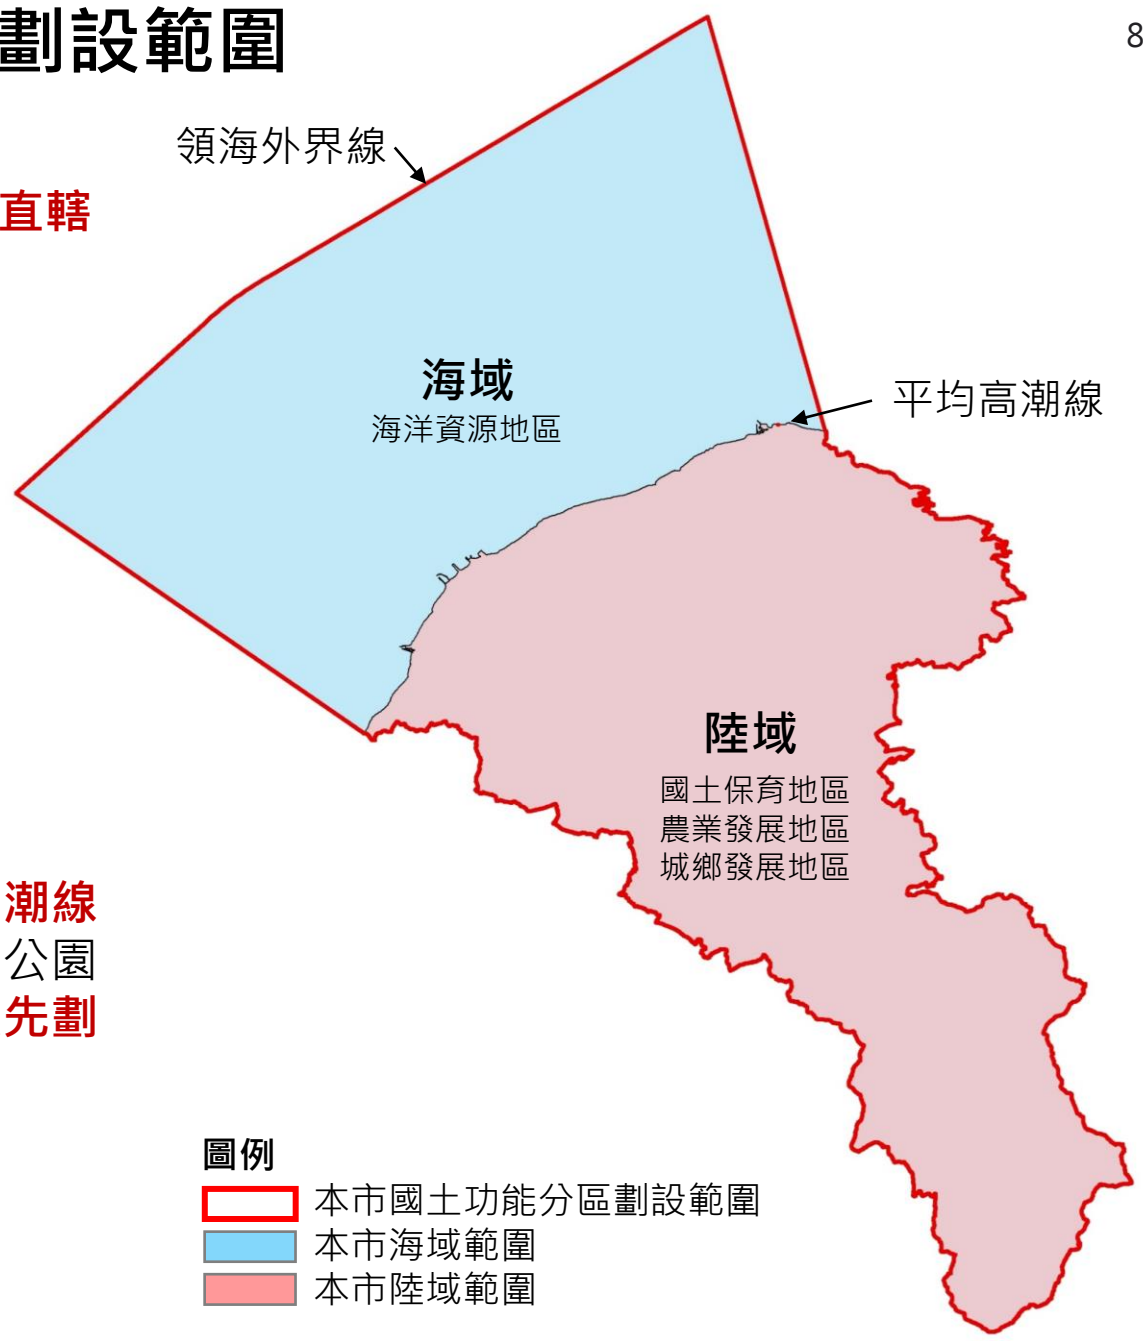 劃設範圍
8
領海外界線
直轄
海域
海洋資源地區
平均高潮線
陸域
國土保育地區
農業發展地區
城鄉發展地區
潮線
公園
先劃
圖例
本市國土功能分區劃設範圍
本市海域範圍
本市陸域範圍